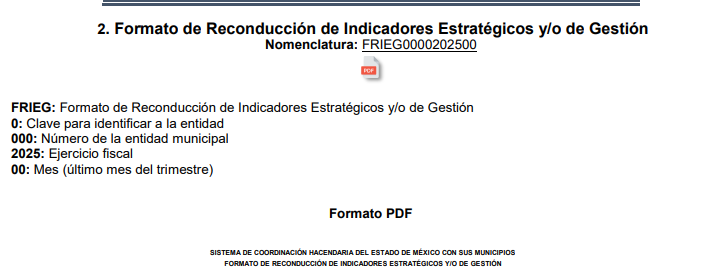 2. Formato de Reconducción de Indicadores Estratégicos y/o de Gestión
Nomenclatura: FRIEG0000202500
PDF
FRIEG: Formato de Reconducción de Indicadores Estratégicos y/o de Gestión
0: Clave para identificar a la entidad
000: Número de la entidad municipal
2025: Ejercicio fiscal
00: Mes (último mes del trimestre)
Formato PDF
SISTEMA DE COORDINACIÓN HACENDARIA DEL ESTADO DE MÉXICO CON SUS MUNICIPIOS
FORMATO DE RECONDUCCIÓN DE INDICADORES ESTRATÉGICOS Y/O DE GESTIÓN